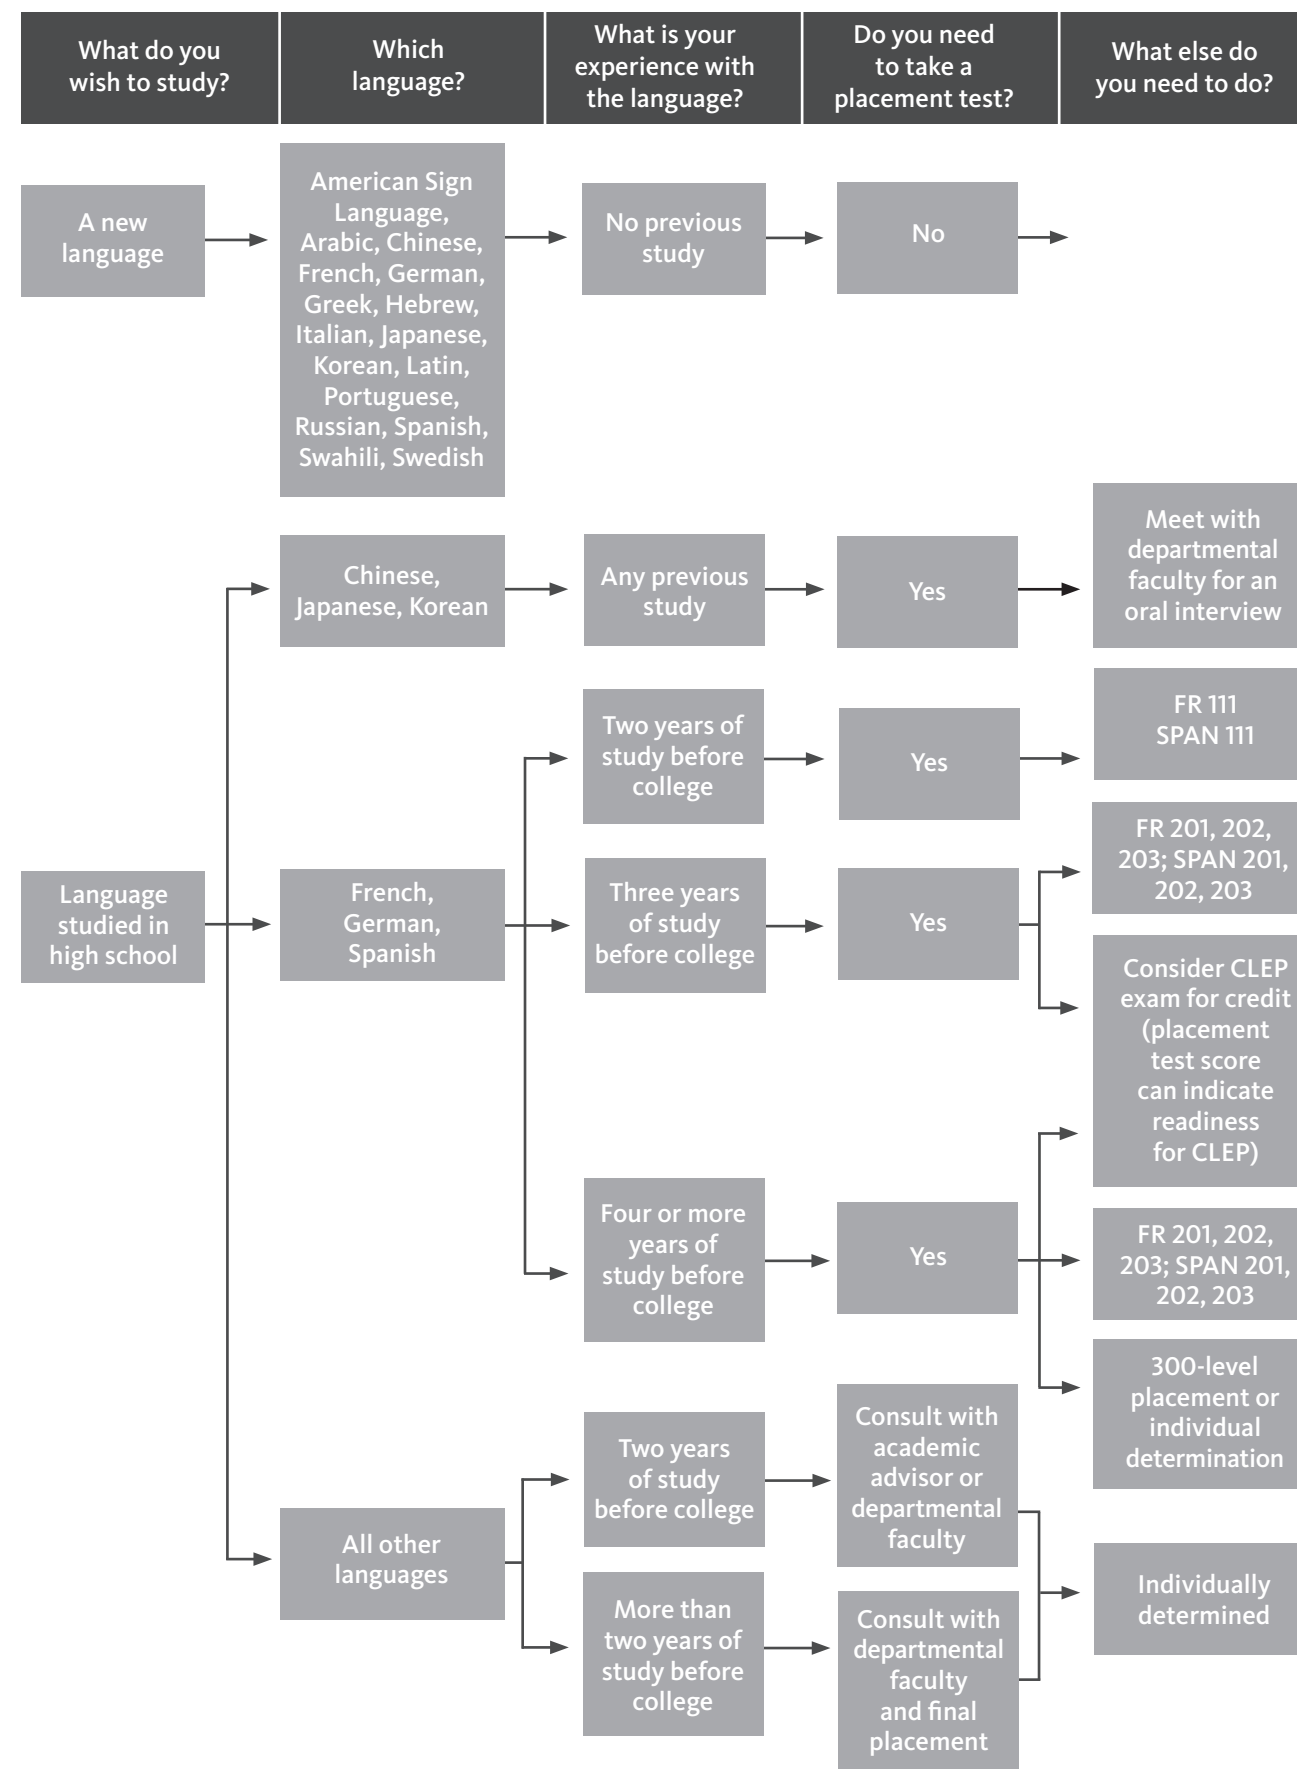 What do you
wish to study?
Which
language?
What is your
experience with
the language?
Do you need
to take a
placement test?
What else do
you need to do?
A new
language
American Sign
Language,
Arabic, Chinese,
French, German,
Greek, Hebrew,
Italian, Japanese,
Korean, Latin,
Portuguese,
Russian, Spanish,
Swahili, Swedish
No previous
study
No
Language
studied in
high school
Chinese,
Japanese, Korean
Any previous
study
Yes
Meet with
departmental
faculty for an
oral interview
French,
German,
Spanish
Two years of
study before
college
Yes
FR 111
SPAN 111
Three years
of study
before college
Yes
FR 201, 202,
203; SPAN 201,
202, 203
Consider CLEP
exam for credit
(placement
test score
can indicate
readiness
for CLEP)
Four or more
years of
study before
college
Yes
FR 201, 202,
203; SPAN 201,
202, 203
300-level
placement or
individual
determination
All other
languages
Two years
of study
before college
Consult with
academic
advisor or
departmental
faculty
More than
two years of
study before
college
Consult with
departmental
faculty
and final
placement
Individually
determined